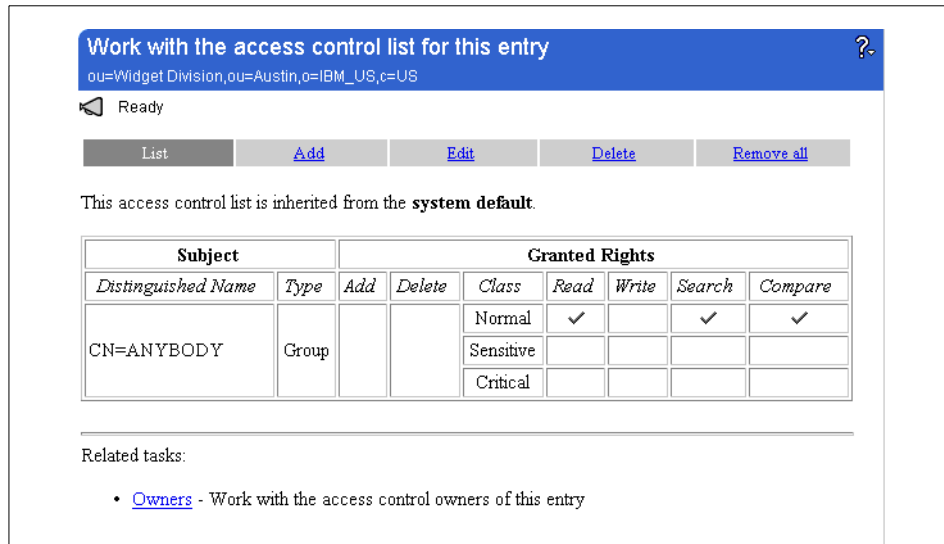 Work with the access control list for this entry
?
ou=Widget Division,ou=Austin,o=IBM_US,c=US
Ready
List Add Edit Delete Remove all
This access control list is inherited from the system default.
Subject Granted Rights
Distinguished Name Type Add Delete Class Read Write Search Compare
Normal ✓ ✓ ✓
CN=ANYBODY Group Sensitive
Critical
Related tasks:
• Owners - Work with the access control owners of this entry